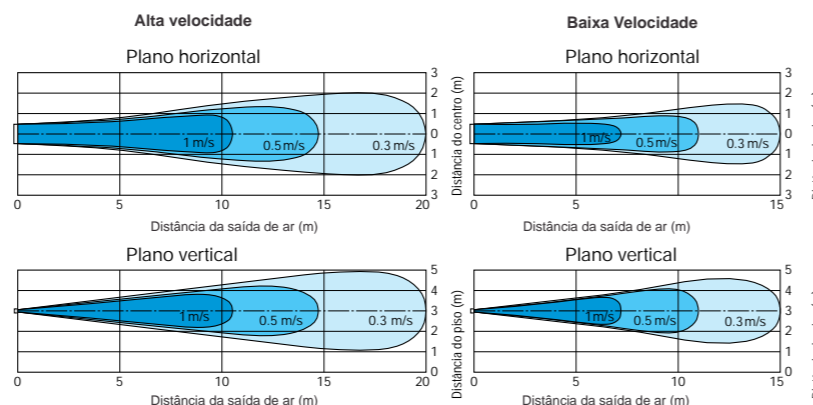 Alta velocidade
Baixa Velocidade
Plano horizontal
Plano horizontal
3
2
1
0
1
2
3
1 m/s
0.5 m/s
0.3 m/s
0
5
10
15
20
Distância da saída de ar (m)
Distância do centro (m)
3
2
1
0
1
2
3
1 m/s
0.5 m/s
0.3 m/s
0
5
10
15
Distância da saída de ar (m)
Plano vertical
Plano vertical
5
4
3
2
1
0
1 m/s
0.5 m/s
0.3 m/s
0
5
10
15
20
Distância da saída de ar (m)
Distância do piso (m)
5
4
3
2
1
0
1 m/s
0.5 m/s
0.3 m/s
0
5
10
15
Distância da saída de ar (m)